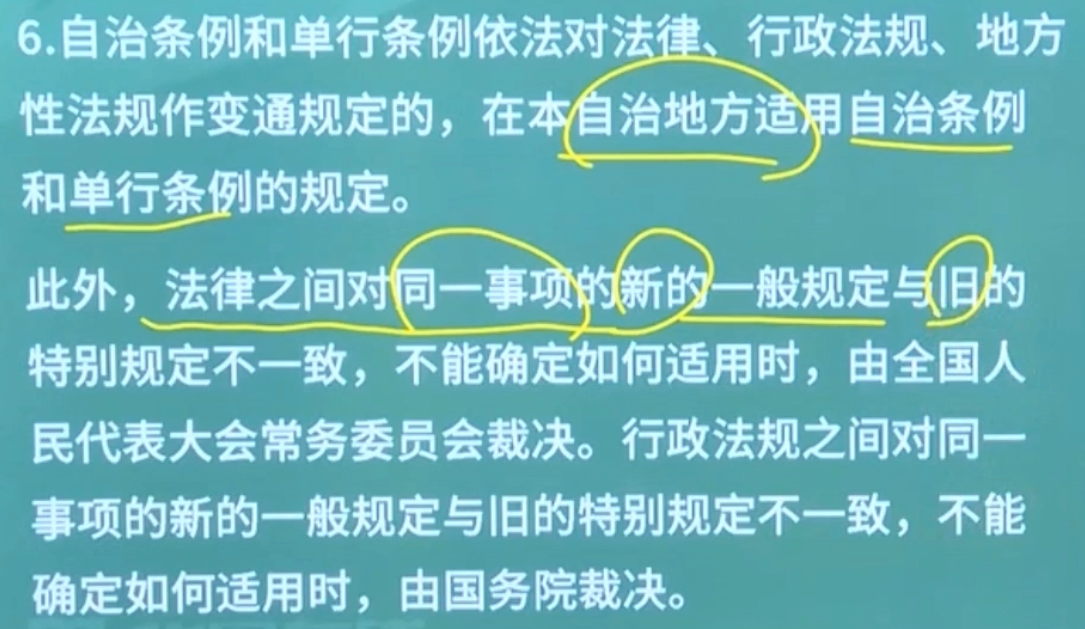 6.自治条例和单行条例依法对法律、行政法规、地方
性法规作变通规定的，在本自治地方适用自治条例
和单行条例的规定。
此外，法律之间对同一事项的新的一般规定与旧的
特别规定不一致，不能确定如何适用时，由全国人
民代表大会常务委员会裁决。行政法规之间对同一
事项的新的一般规定与旧的特别规定不一致，不能
确定如何适用时，由国务院裁决。